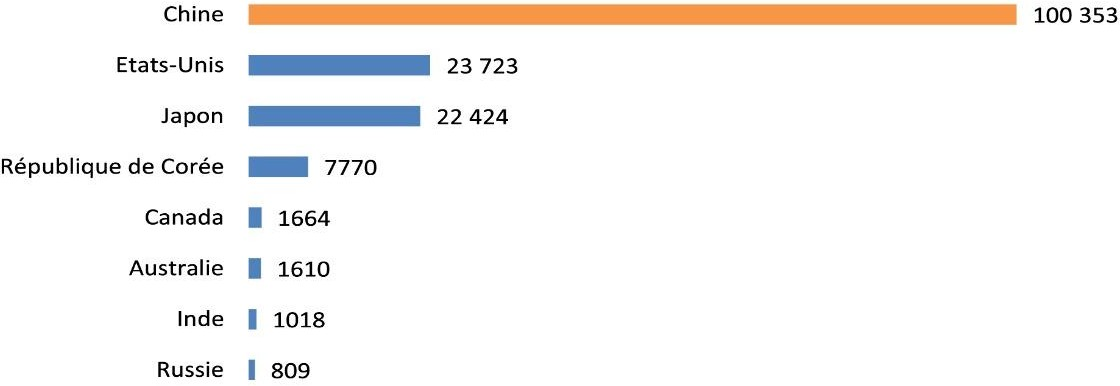 Chine 100 353
Etats-Unis 23 723
Japon 22 424
République de Corée 7770
Canada 1664
Australie 1610
Inde 1018
Russie 809